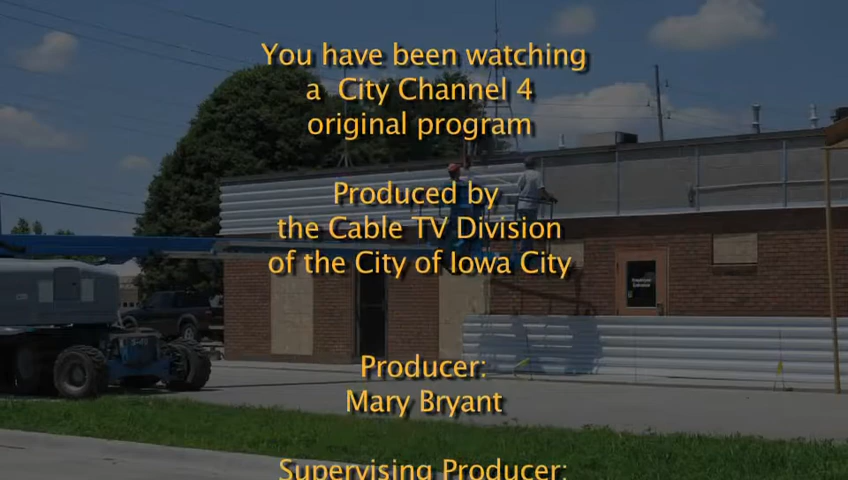 You have been watching
a City Channel 4
original program
Produced by
the Cable TV Division
of the City of Iowa City
Producer:
Mary Bryant
Supervising Producer: